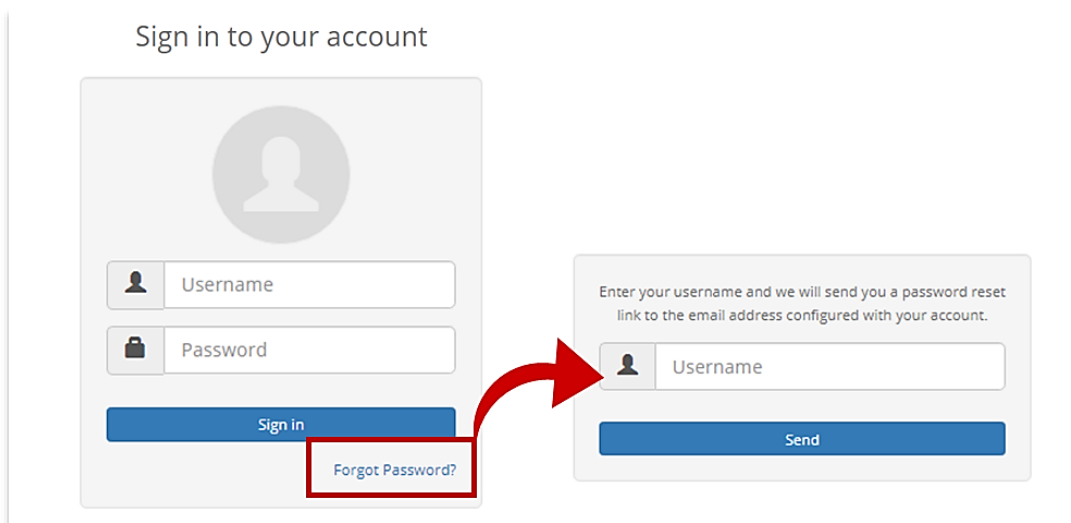 Sign in to your account
Username
Password
Sign in
Forgot Password?
Enter your username and we will send you a password reset
link to the email address configured with your account.
Username
Send